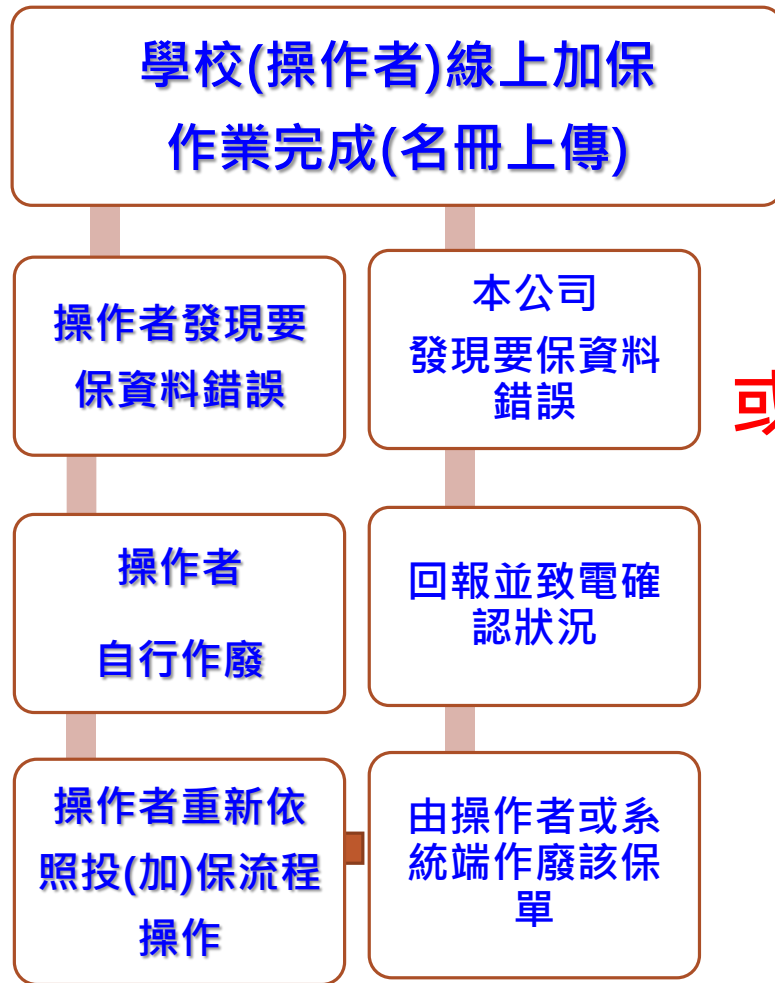 學校(操作者)線上加保
作業完成(名冊上傳)
操作者發現要
保資料錯誤
操作者
自行作廢
操作者重新依
照投(加)保流程
操作
本公司
發現要保資料
錯誤
回報並致電確
認狀況
由操作者或系
統端作廢該保
單